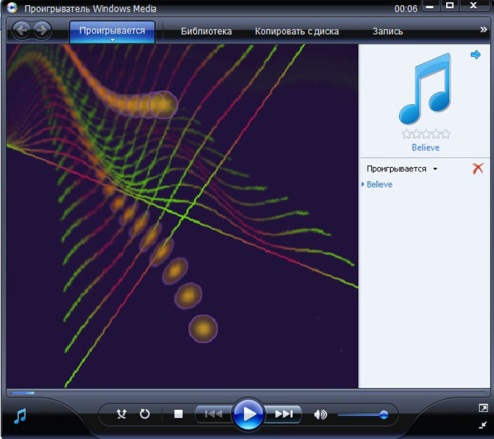 Проигрыватель Windows Media
00:06
Проигрывается
Библиотека
Копировать с диска
Запись
»
Believe
Проигрывается
Believe